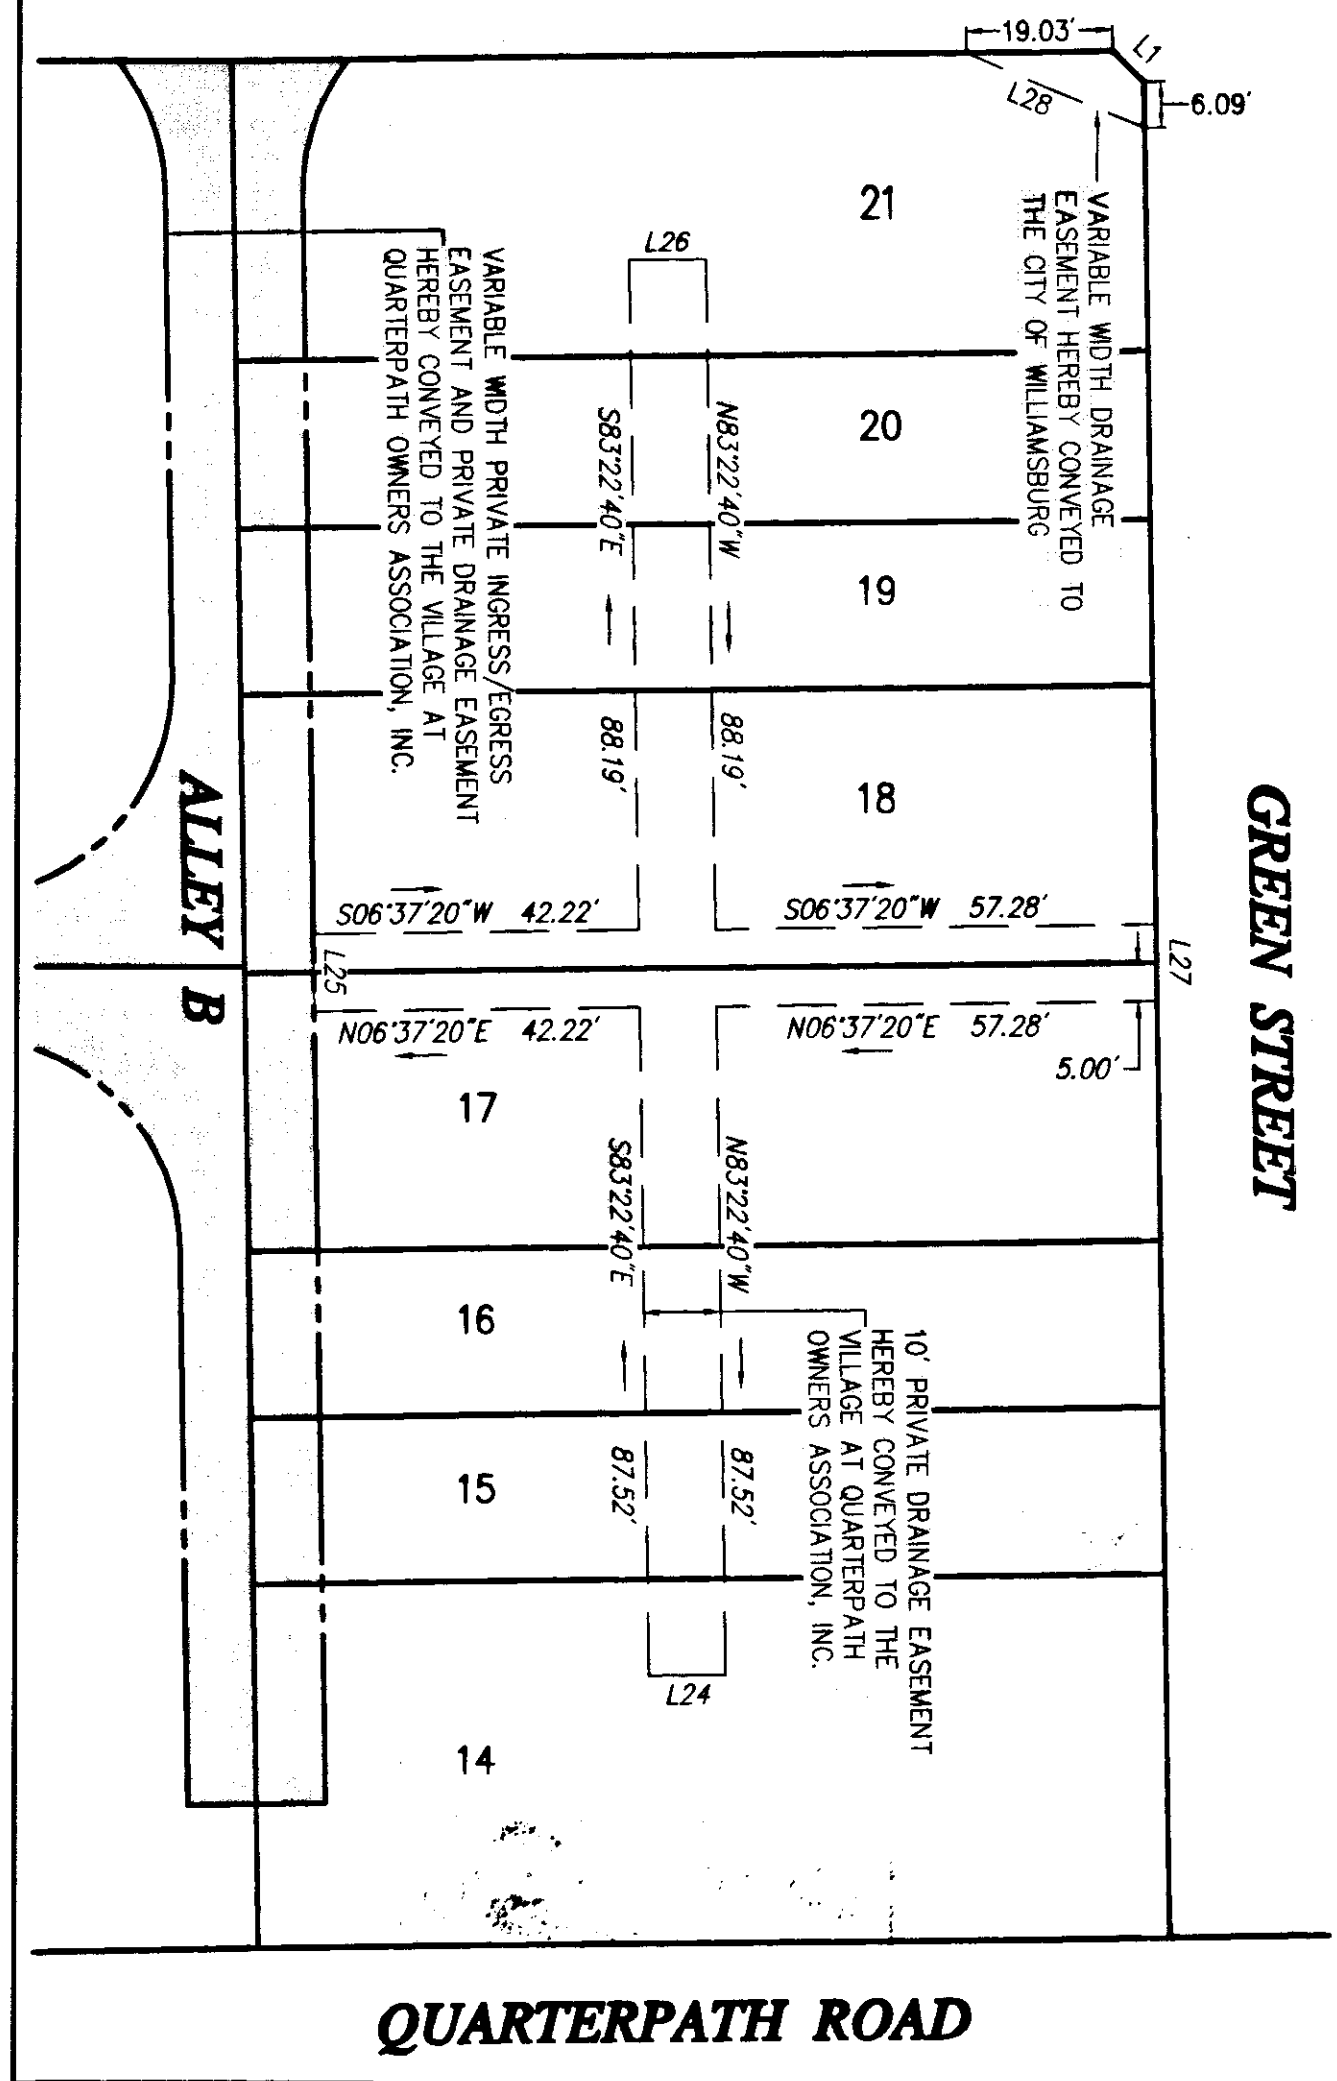 19.03'
L1
L28
6.09'
VARIABLE WIDTH DRAINAGE
EASEMENT HEREBY CONVEYED TO
THE CITY OF WILLIAMSBURG
21
L26
VARIABLE WIDTH PRIVATE INGRESS/EGRESS
EASEMENT AND PRIVATE DRAINAGE EASEMENT
HEREBY CONVEYED TO THE VILLAGE AT
QUARTERPATH OWNERS ASSOCIATION, INC.
20
N83°22'40"W
88.19'
S83°22'40"E
88.19'
19
18
GREEN STREET
ALLEY B
S06°37'20"W 42.22'
S06°37'20"W 57.28'
L25
L27
N06°37'20"E 42.22'
N06°37'20"E 57.28'
5.00'
17
N83°22'40"W
87.52'
S83°22'40"E
87.52'
16
10' PRIVATE DRAINAGE EASEMENT
HEREBY CONVEYED TO THE
VILLAGE AT QUARTERPATH
OWNERS ASSOCIATION, INC.
15
L24
14
QUARTERPATH ROAD